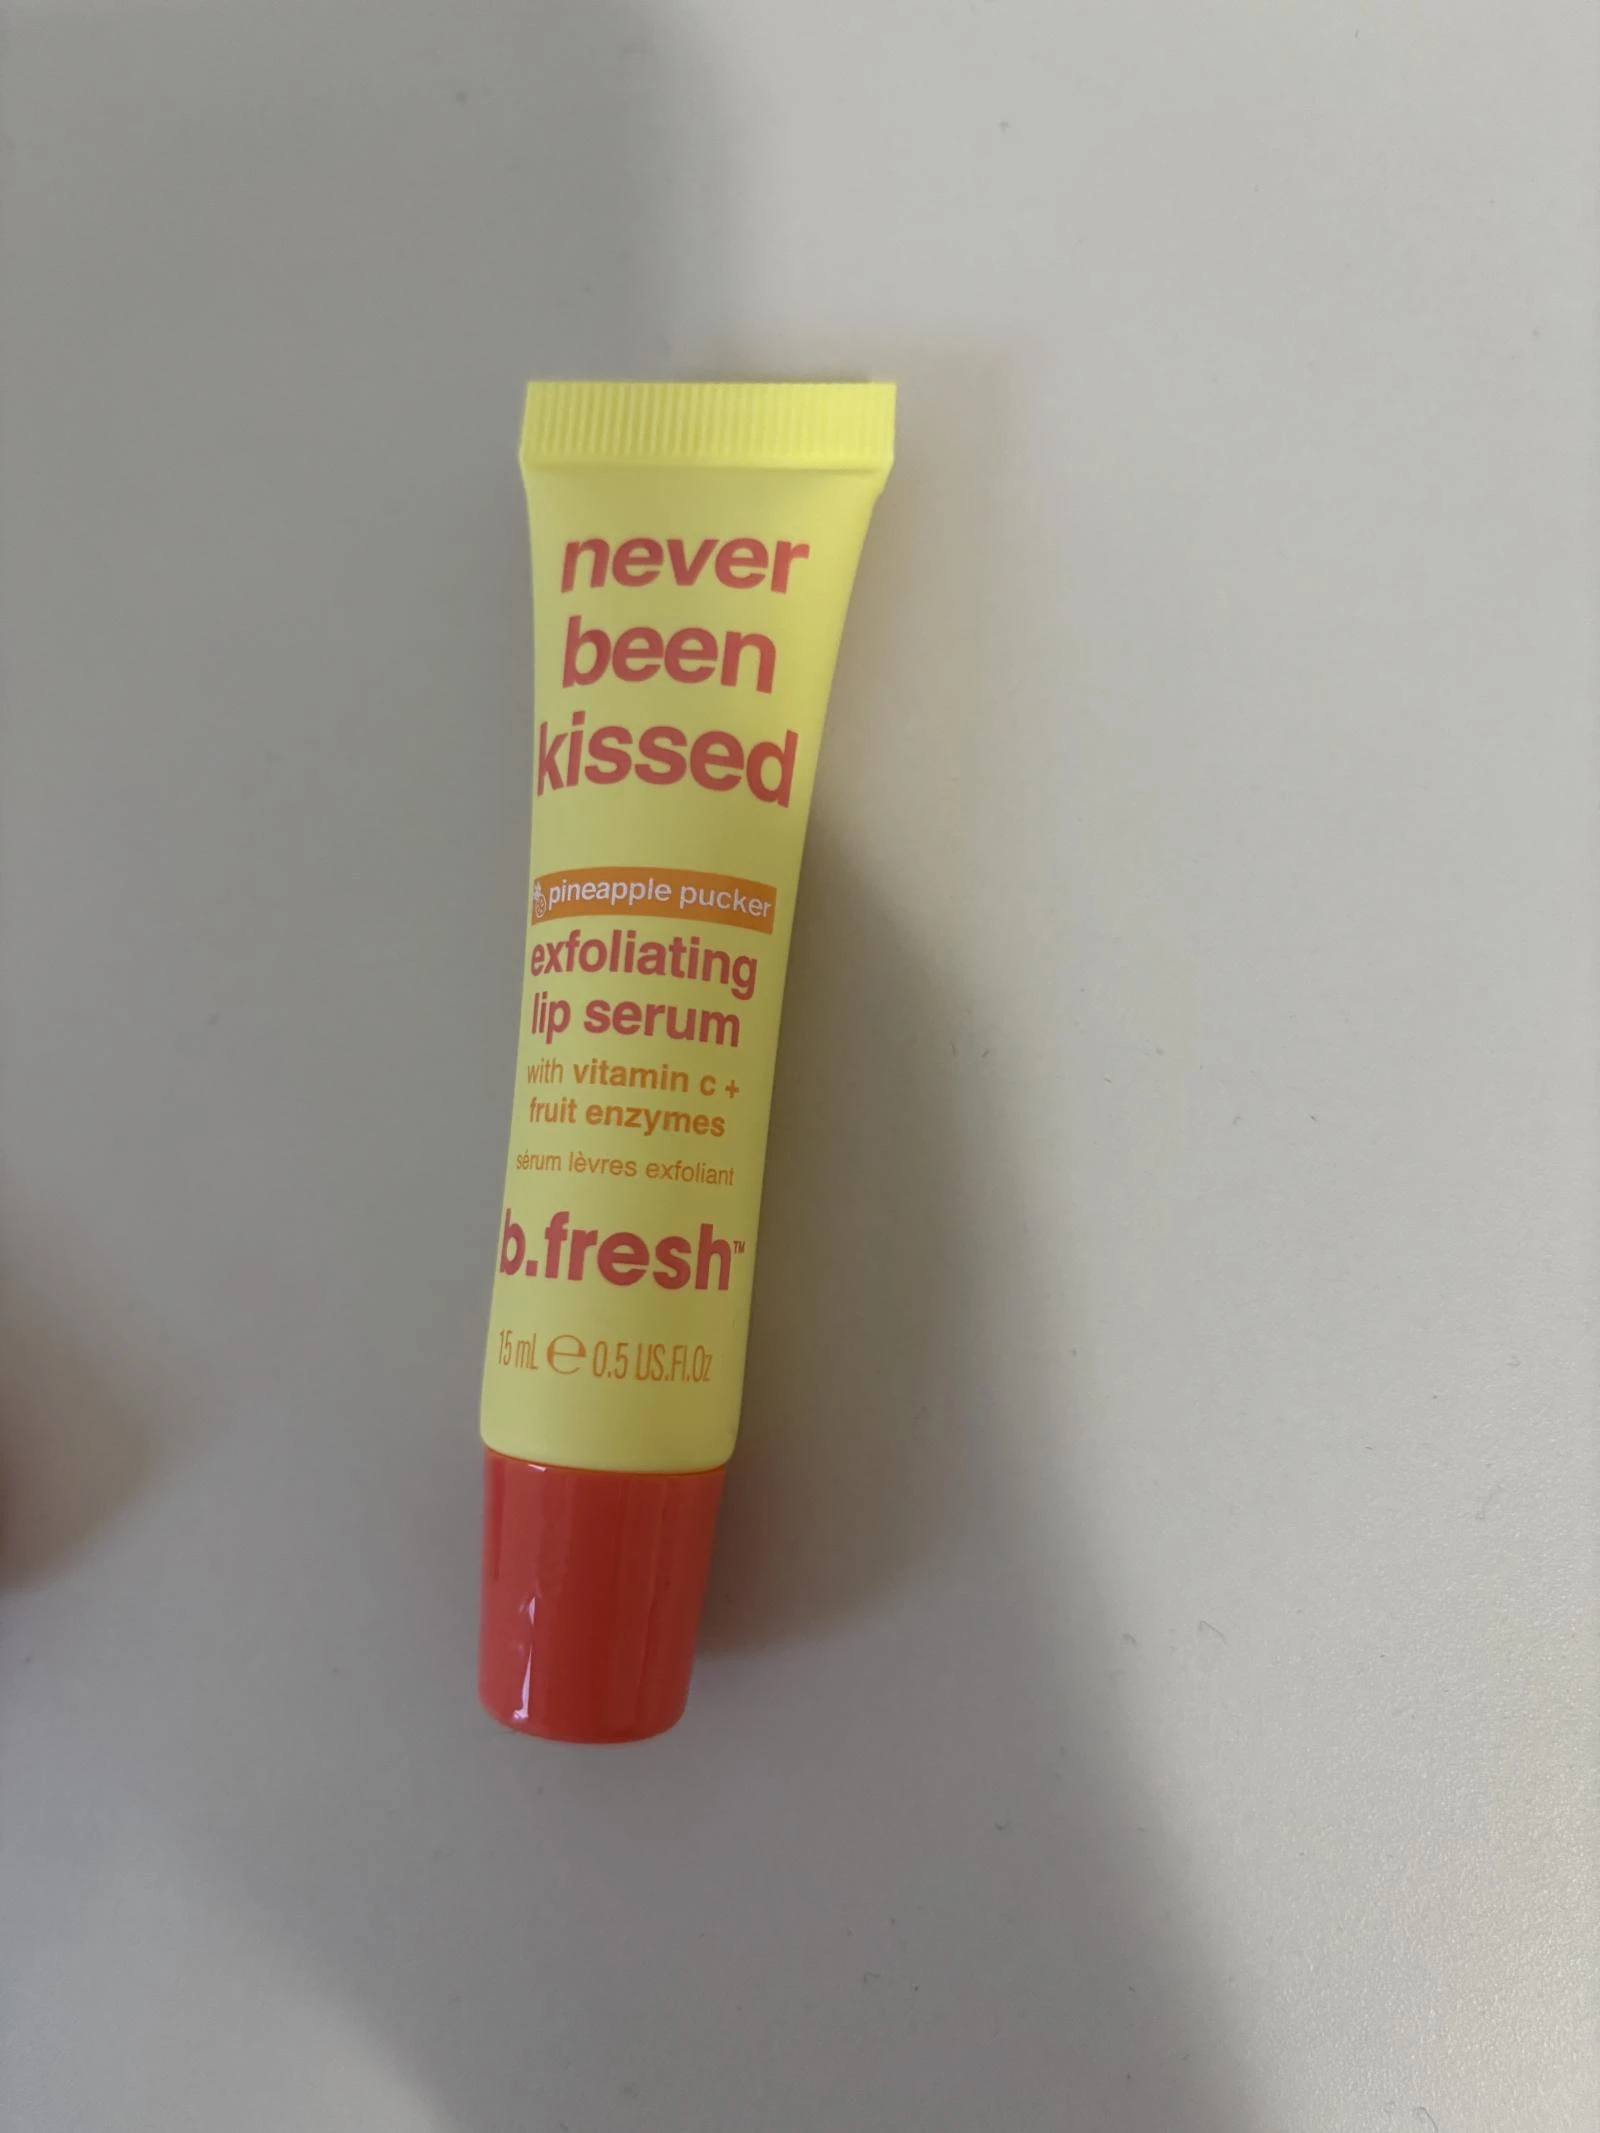 never
been
kissed
pineapple pucker
exfoliating
lip serum
with vitamin c +
fruit enzymes
sérum lèvres exfoliant
b.fresh™
15 mL ℮ 0.5 US.Fl.Oz